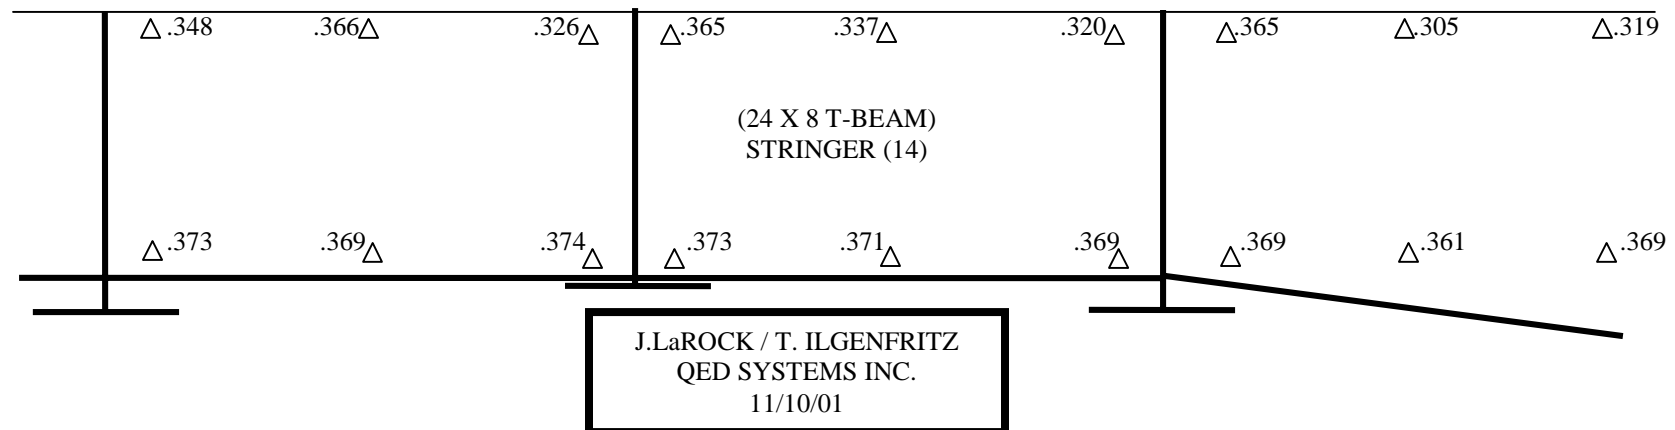 .348 .366 .326 .365 .337 .320 .365 .305 .319
(24 X 8 T-BEAM)
STRINGER (14)
.373 .369 .374 .373 .371 .369 .369 .361 .369
J.LaROCK / T. ILGENFRITZ
QED SYSTEMS INC.
11/10/01